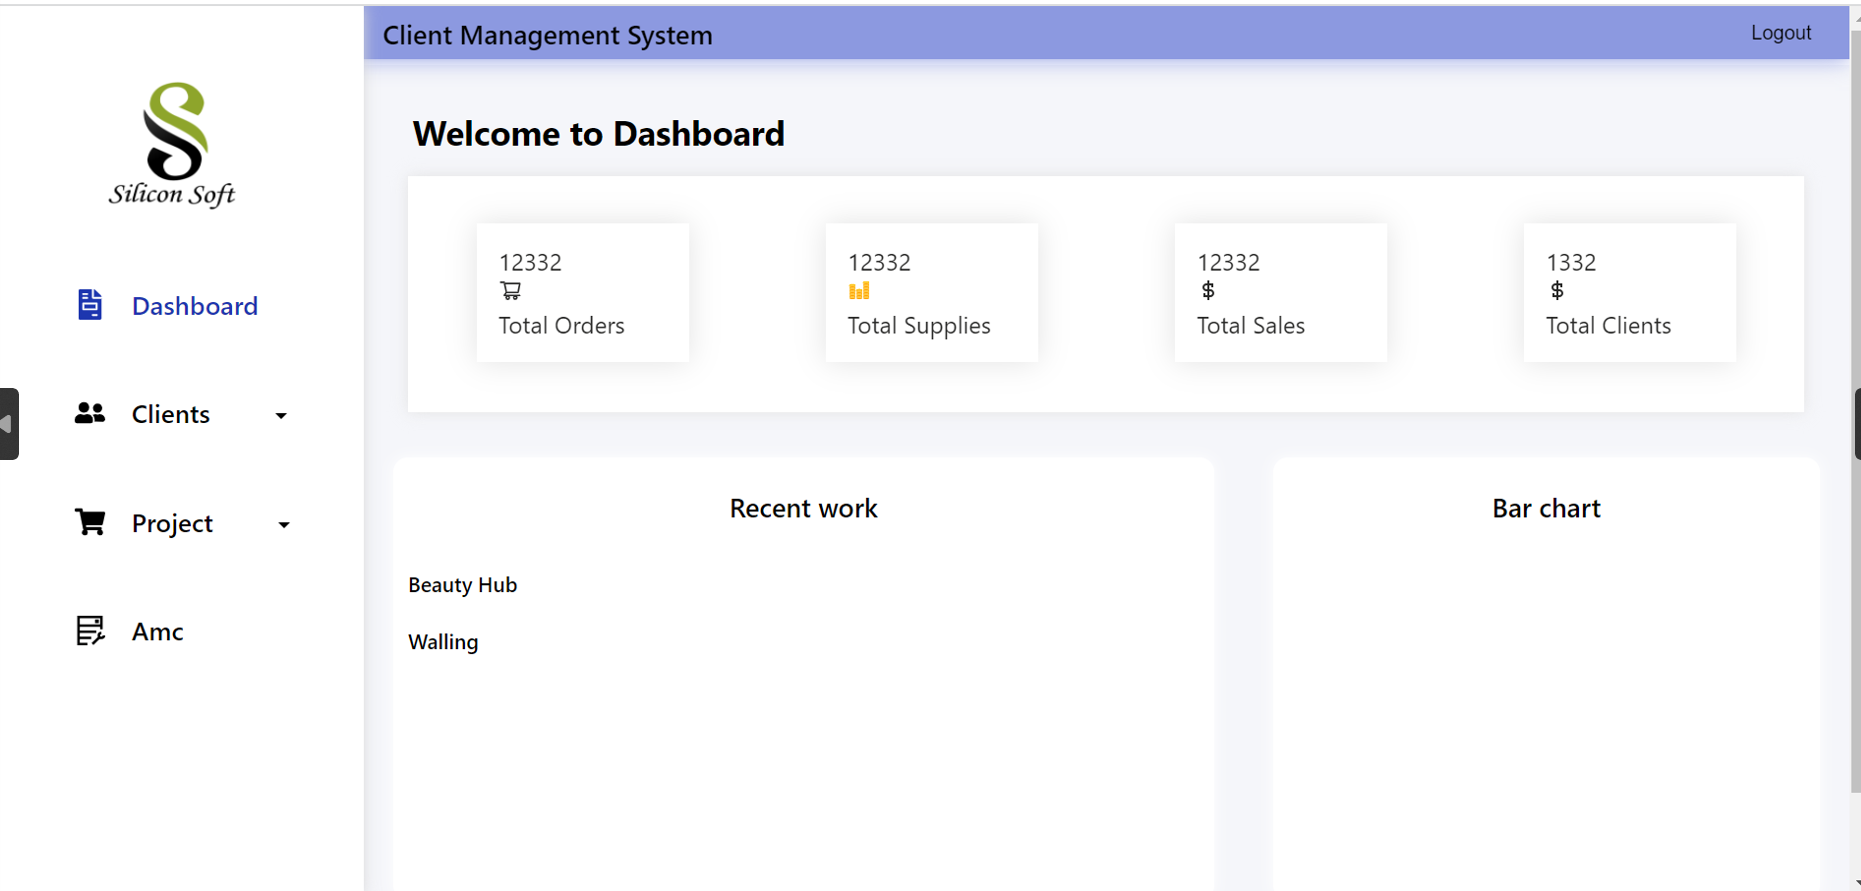 Client Management System
Logout
Silicon Soft
Dashboard
Clients
Project
Amc
Welcome to Dashboard
12332
Total Orders
12332
Total Supplies
12332
$
Total Sales
1332
$
Total Clients
Recent work
Beauty Hub
Walling
Bar chart